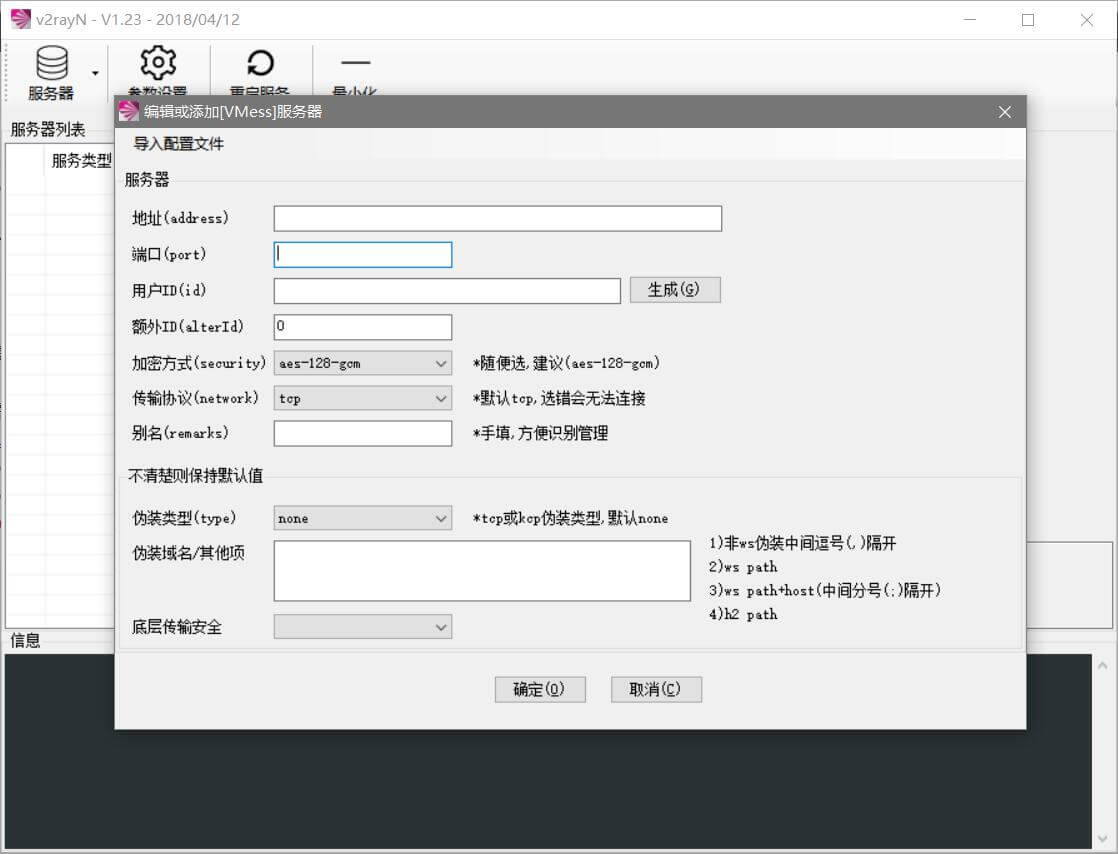 v2rayN - V1.23 - 2018/04/12
服务器
参数设置
重启服务
最小化
编辑或添加[VMess]服务器
导入配置文件
服务器列表
服务类型
服务器
地址(address)
端口(port)
用户ID(id)
生成(G)
额外ID(alterId)
0
加密方式(security)
aes-128-gcm
*随便选,建议(aes-128-gcm)
传输协议(network)
tcp
*默认tcp,选错会无法连接
别名(remarks)
*手填,方便识别管理
不清楚则保持默认值
伪装类型(type)
none
*tcp或kcp伪装类型,默认none
伪装域名/其他项
1)非ws伪装中间逗号(,)隔开
2)ws path
3)ws path+host(中间分号(;)隔开)
4)h2 path
底层传输安全
信息
确定(O)
取消(C)